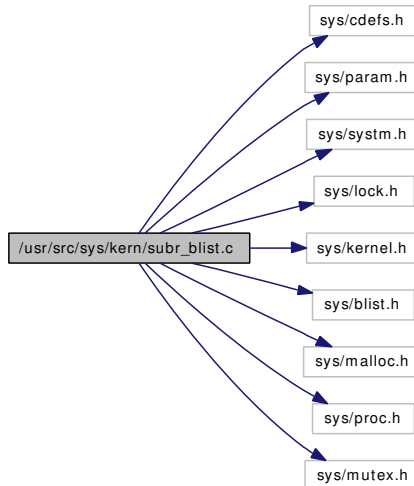 sys/cdefs.h
sys/param.h
sys/systm.h
sys/lock.h
/usr/src/sys/kern/subr_blist.c
sys/kernel.h
sys/blist.h
sys/malloc.h
sys/proc.h
sys/mutex.h